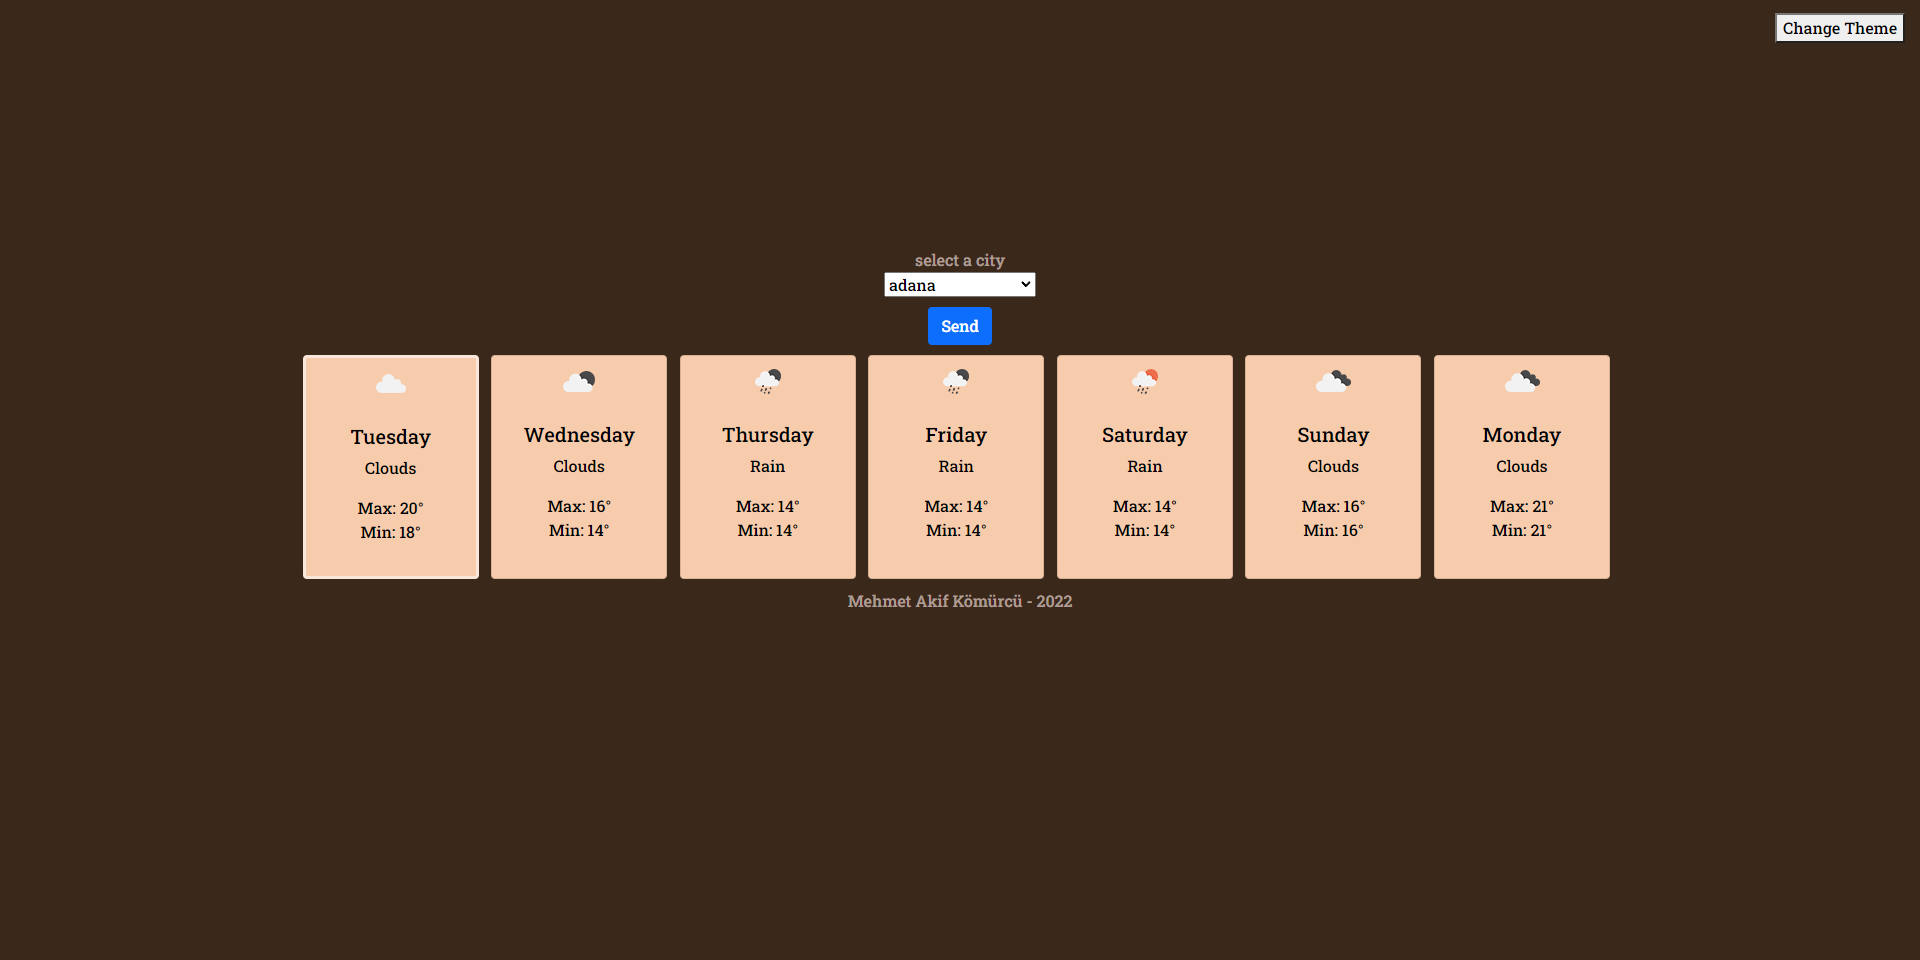 Change Theme
select a city
adana
Send
Tuesday
Clouds
Max: 20°
Min: 18°
Wednesday
Clouds
Max: 16°
Min: 14°
Thursday
Rain
Max: 14°
Min: 14°
Friday
Rain
Max: 14°
Min: 14°
Saturday
Rain
Max: 14°
Min: 14°
Sunday
Clouds
Max: 16°
Min: 16°
Monday
Clouds
Max: 21°
Min: 21°
Mehmet Akif Kömürcü - 2022